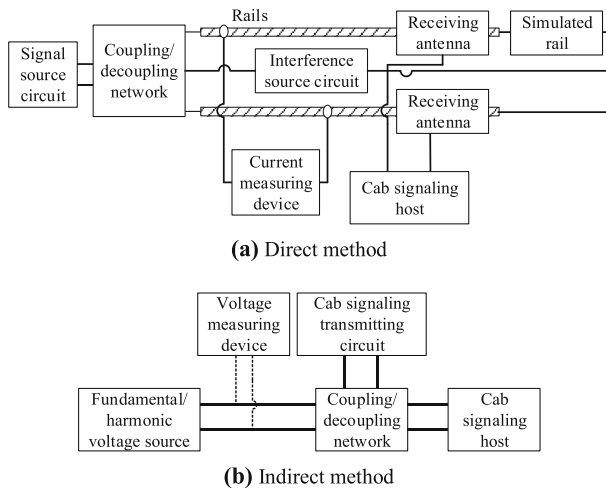 Rails
Receiving
antenna
Simulated
rail
Signal
source
circuit
Coupling/
decoupling
network
Interference
source circuit
Receiving
antenna
Current
measuring
device
Cab signaling
host
(a) Direct method
Voltage
measuring
device
Cab signaling
transmitting
circuit
Fundamental/
harmonic
voltage source
Coupling/
decoupling
network
Cab
signaling
host
(b) Indirect method